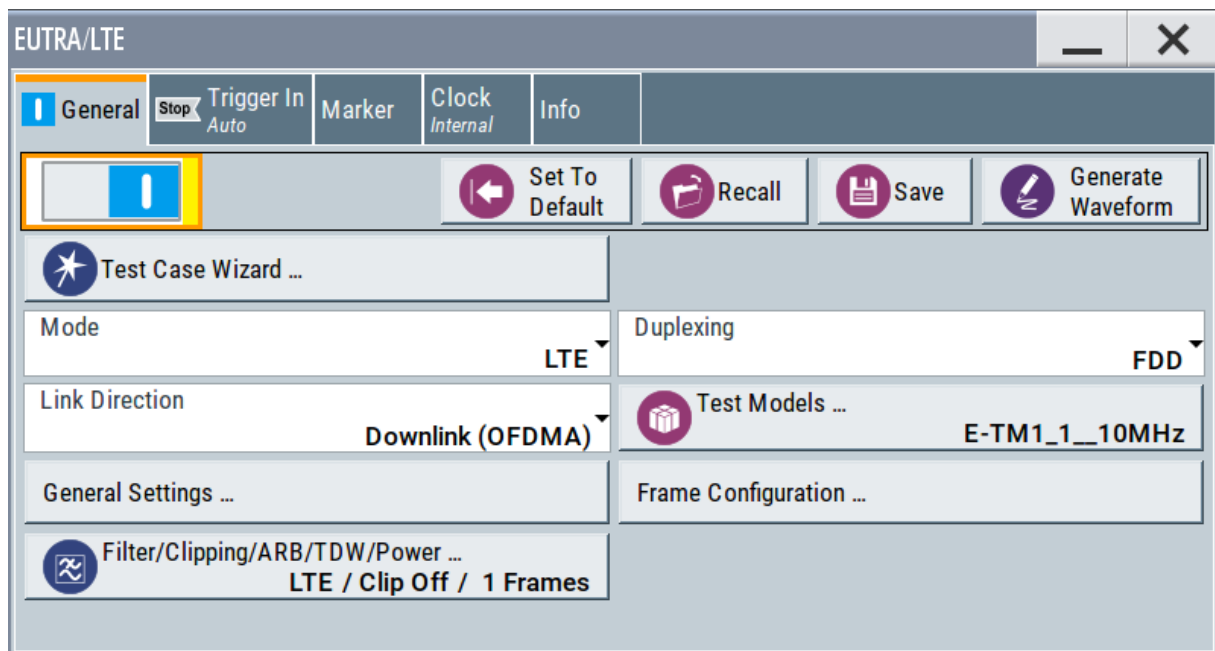 EUTRA/LTE
General
Stop Trigger In
Auto
Marker
Clock
Internal
Info
Set To
Default
Recall
Save
Generate
Waveform
Test Case Wizard ...
Mode
LTE
Duplexing
FDD
Link Direction
Downlink (OFDMA)
Test Models ...
E-TM1_1__10MHz
General Settings ...
Frame Configuration ...
Filter/Clipping/ARB/TDW/Power ...
LTE / Clip Off / 1 Frames